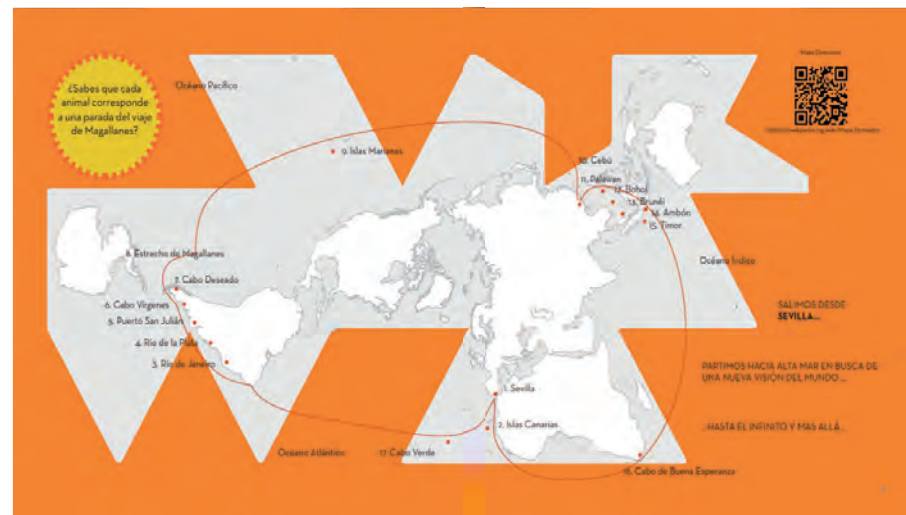 ¿Sabes que cada
animal corresponde
a una parada del viaje
de Magallanes?
Océano Pacífico
Mapa Dymaxion
9. Islas Marianas
10. Cebú
11. Palawan
12. Bohol
13. Brunéi
14. Ambón
15. Timor
8. Estrecho de Magallanes
7. Cabo Deseado
6. Cabo Vírgenes
5. Puerto San Julián
4. Río de la Plata
3. Río de Janeiro
Océano Índico
SALIMOS DESDE
SEVILLA...
PARTIMOS HACIA ALTA MAR EN BUSCA DE
UNA NUEVA VISIÓN DEL MUNDO ...
...HASTA EL INFINITO Y MAS ALLÁ...
1. Sevilla
2. Islas Canarias
17. Cabo Verde
Océano Atlántico
16. Cabo de Buena Esperanza